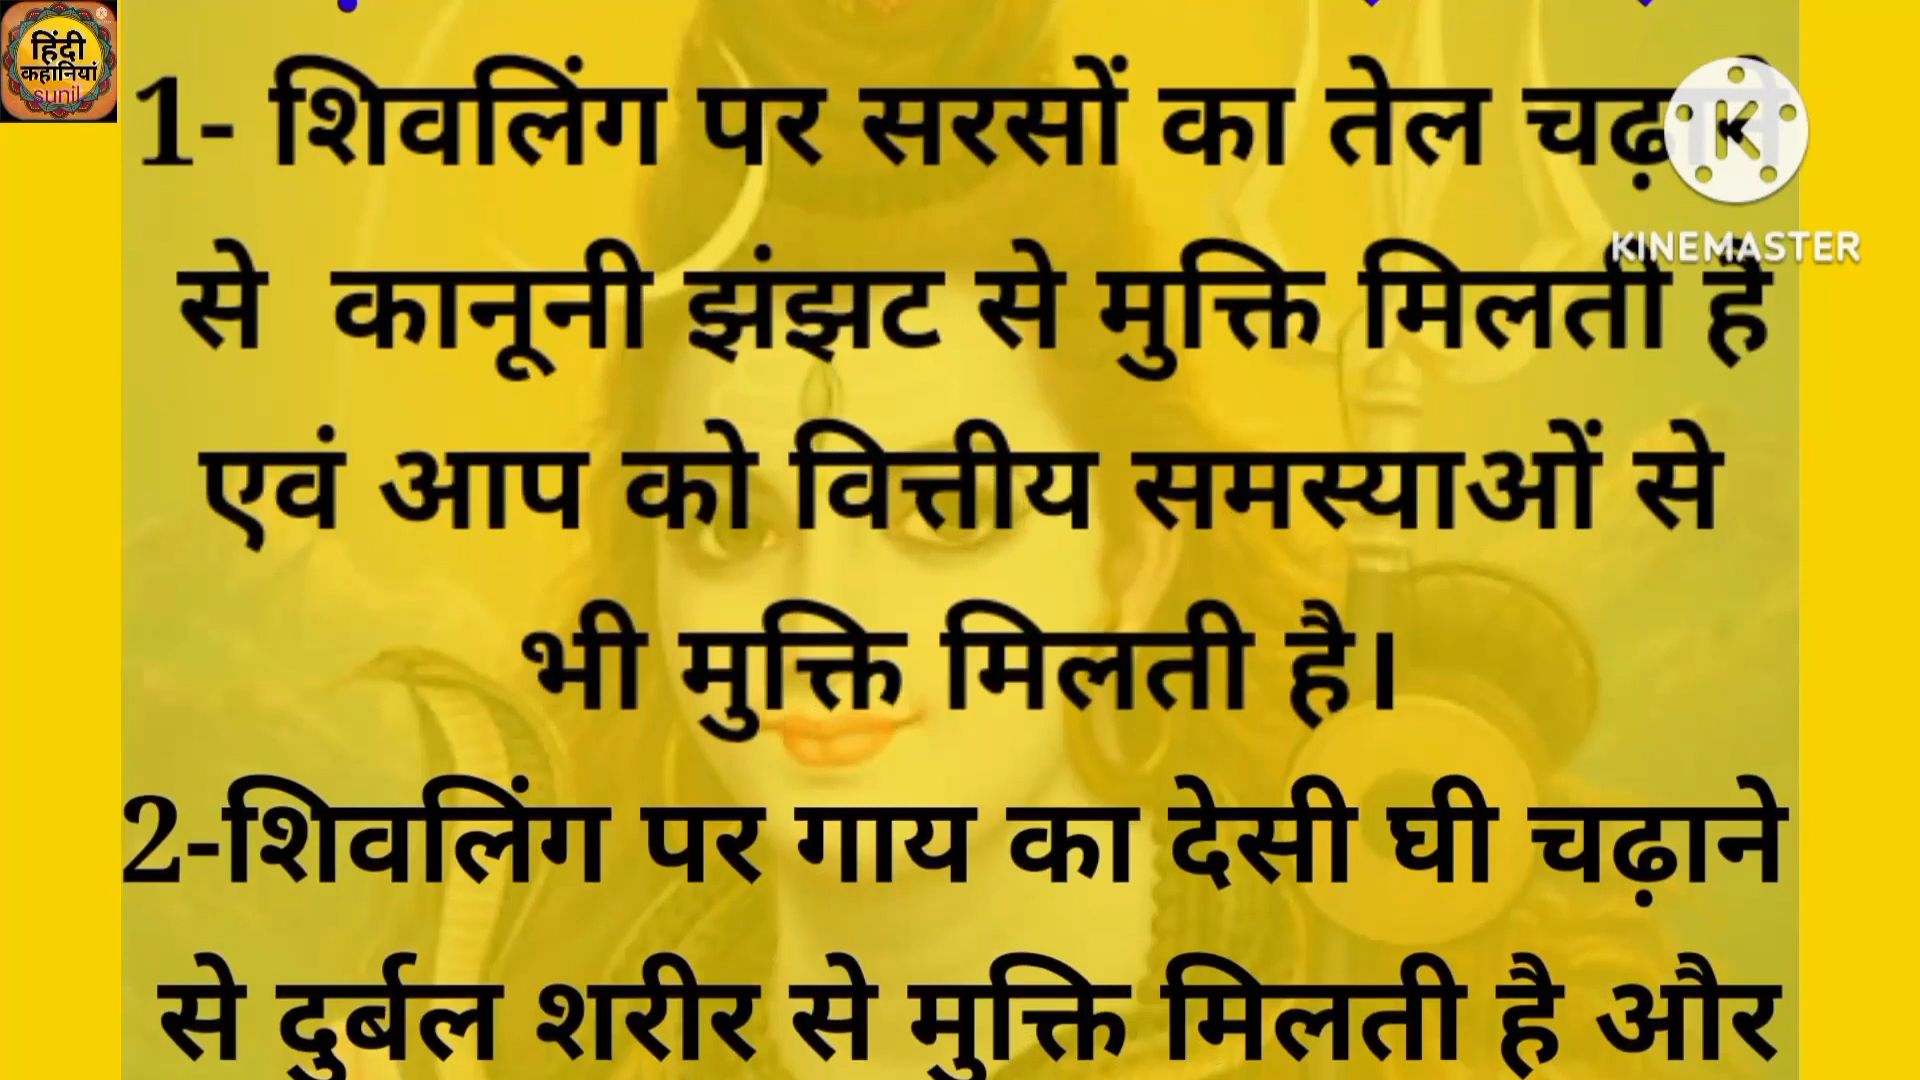 हिंदी
कहानियां
sunil
1- शिवलिंग पर सरसों का तेल
से कानूनी झंझट से मुक्ति मिलती है
एवं आप को वित्तीय समस्याओं से
भी मुक्ति मिलती है।
2-शिवलिंग पर गाय का देसी घी चढ़ाने
से दुर्बल शरीर से मुक्ति मिलती है और
K
KINEMASTER